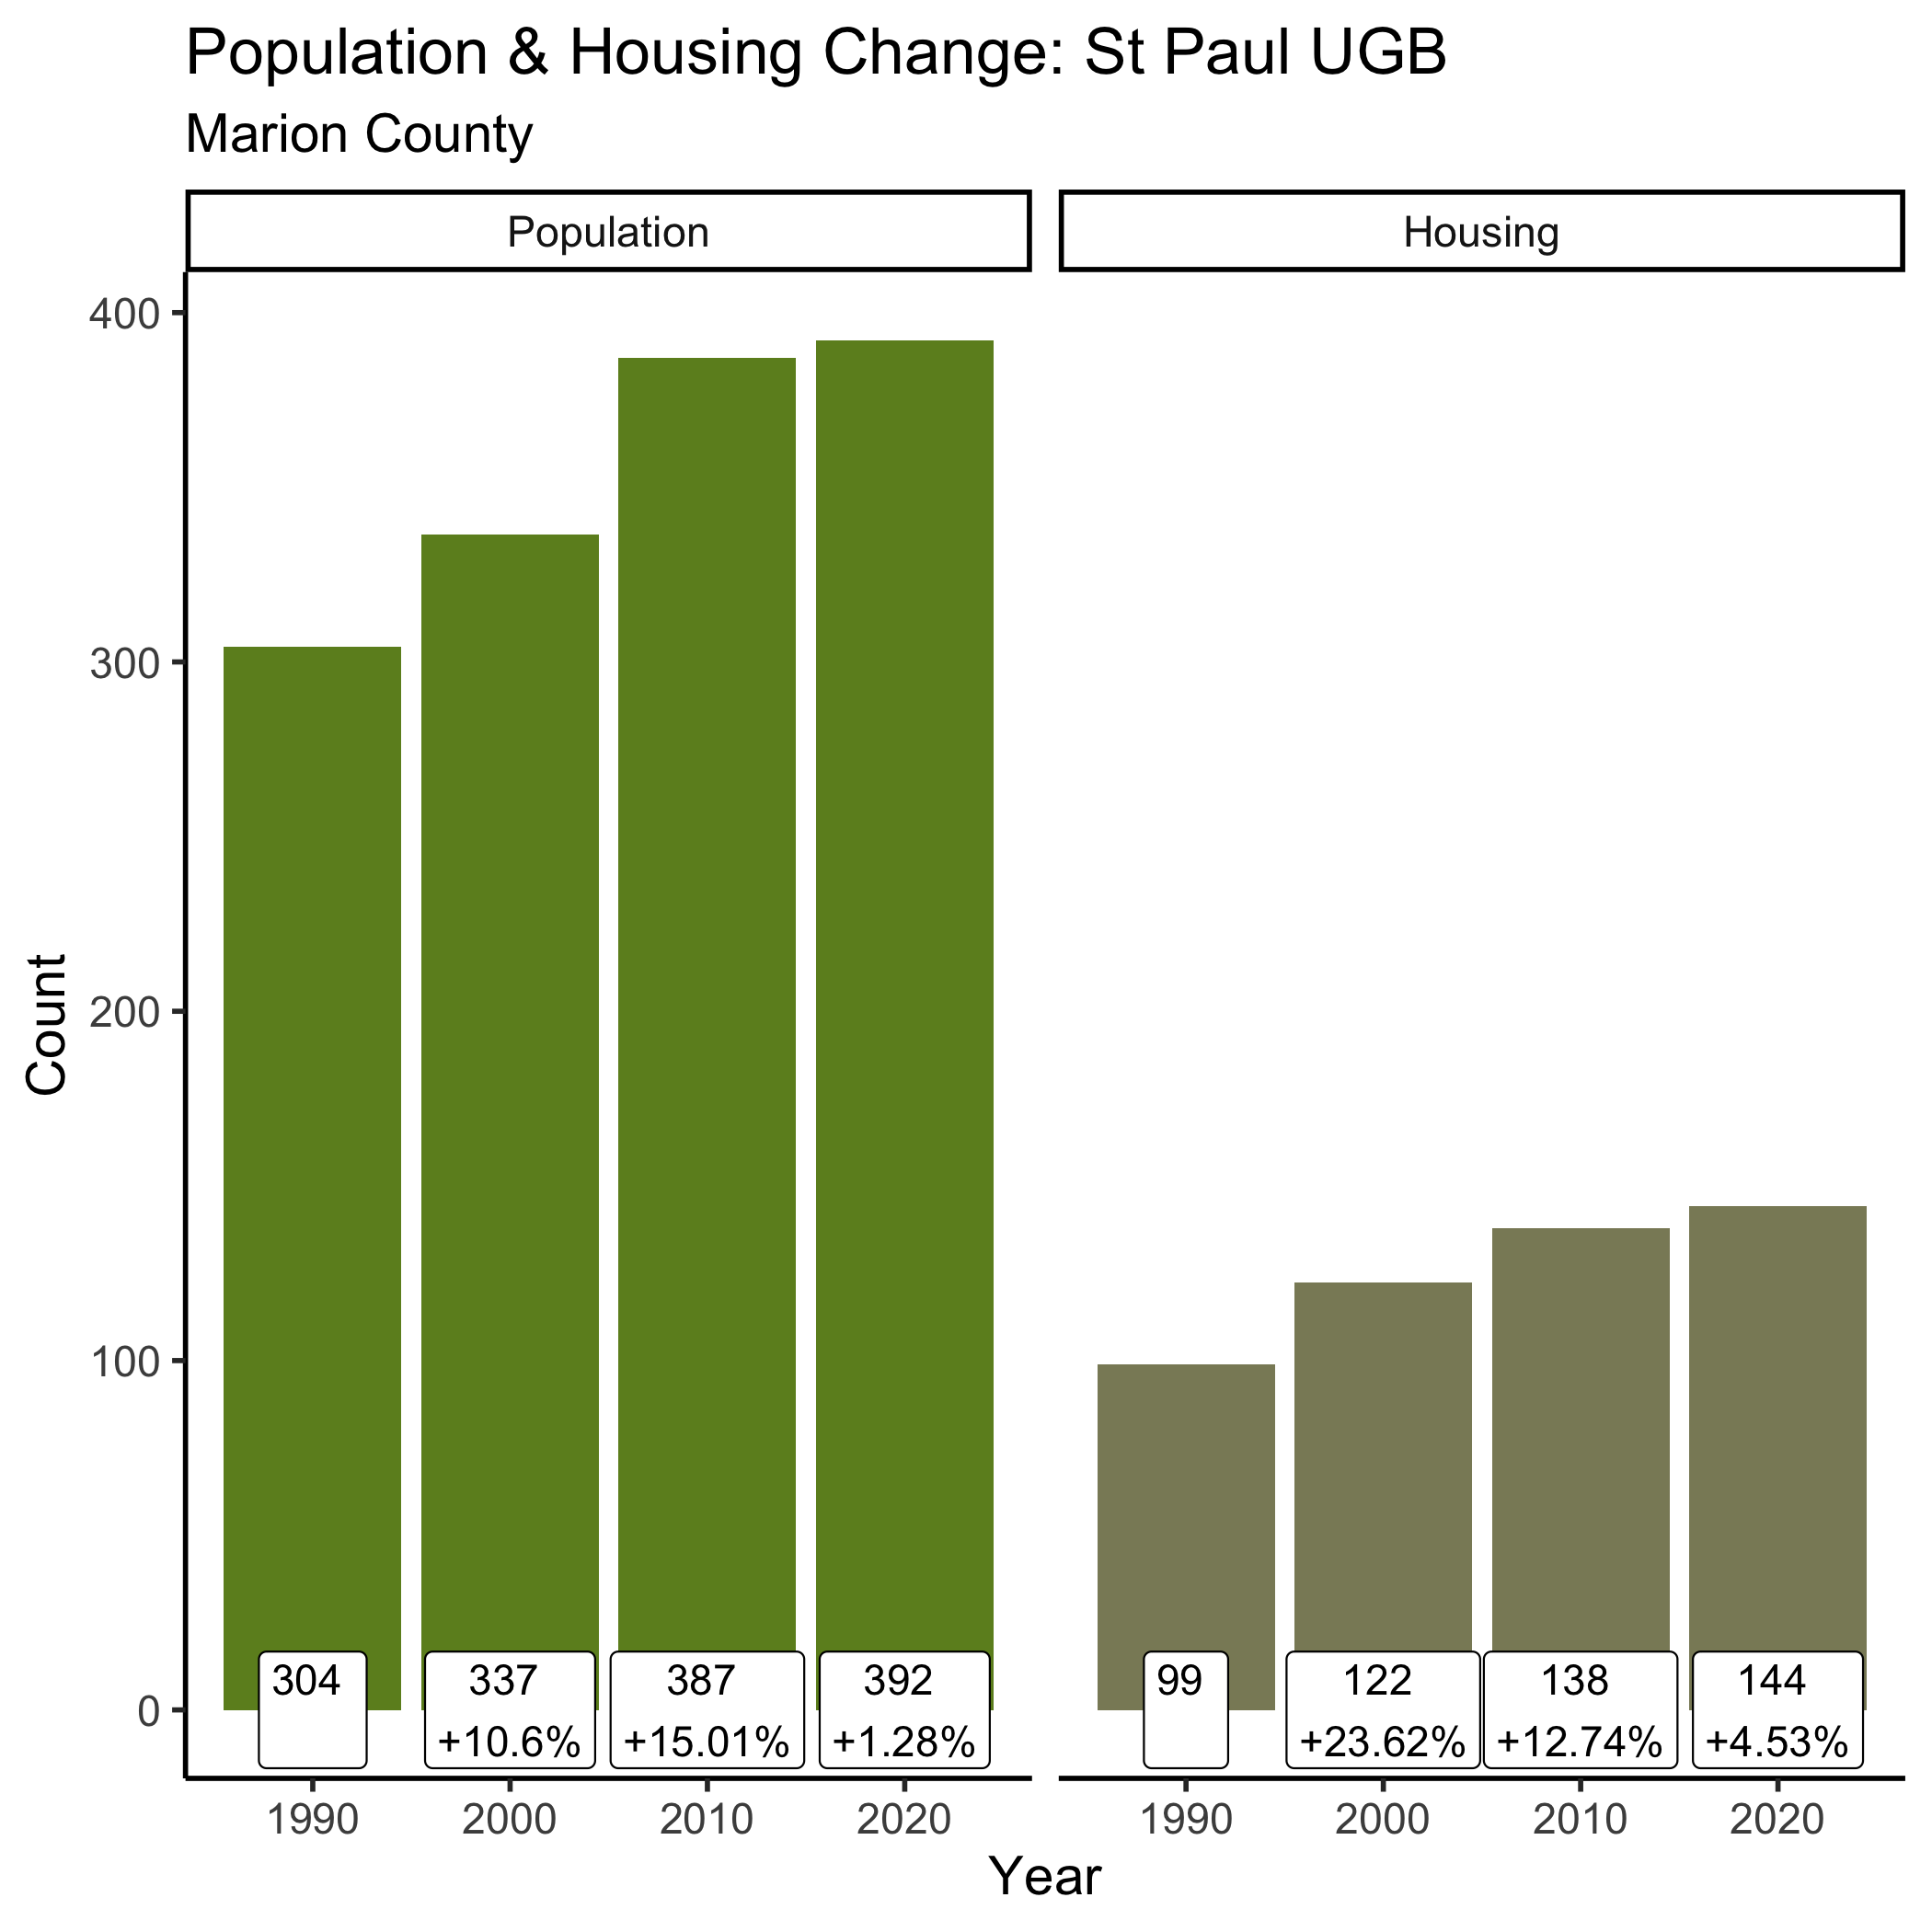 Population & Housing Change: St Paul UGB
Marion County
Population
Housing
400
300
200
100
0
Count
304
337
+10.6%
387
+15.01%
392
+1.28%
99
122
+23.62%
138
+12.74%
144
+4.53%
1990 2000 2010 2020
1990 2000 2010 2020
Year